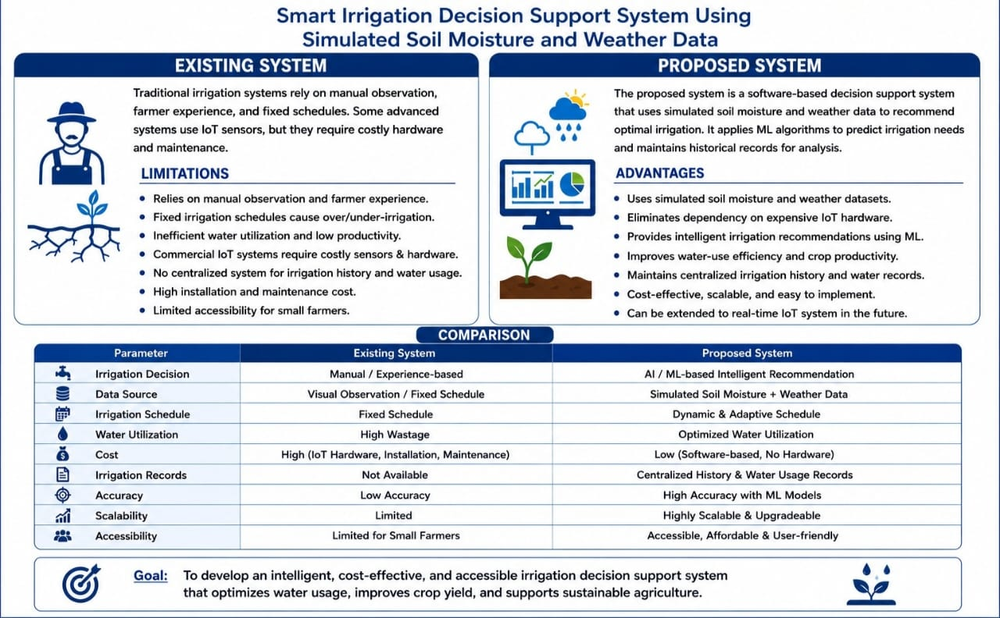 Smart Irrigation Decision Support System Using
Simulated Soil Moisture and Weather Data
EXISTING SYSTEM
Traditional irrigation systems rely on manual observation,
farmer experience, and fixed schedules. Some advanced
systems use IoT sensors, but they require costly hardware
and maintenance.
LIMITATIONS
• Relies on manual observation and farmer experience.
• Fixed irrigation schedules cause over/under-irrigation.
• Inefficient water utilization and low productivity.
• Commercial IoT systems require costly sensors & hardware.
• No centralized system for irrigation history and water usage.
• High installation and maintenance cost.
• Limited accessibility for small farmers.
PROPOSED SYSTEM
The proposed system is a software-based decision support system
that uses simulated soil moisture and weather data to recommend
optimal irrigation. It applies ML algorithms to predict irrigation needs
and maintains historical records for analysis.
ADVANTAGES
• Uses simulated soil moisture and weather datasets.
• Eliminates dependency on expensive IoT hardware.
• Provides intelligent irrigation recommendations using ML.
• Improves water-use efficiency and crop productivity.
• Maintains centralized irrigation history and water records.
• Cost-effective, scalable, and easy to implement.
• Can be extended to real-time IoT system in the future.
COMPARISON
Parameter Existing System Proposed System
Irrigation Decision Manual / Experience-based AI / ML-based Intelligent Recommendation
Data Source Visual Observation / Fixed Schedule Simulated Soil Moisture + Weather Data
Irrigation Schedule Fixed Schedule Dynamic & Adaptive Schedule
Water Utilization High Wastage Optimized Water Utilization
$ Cost High (IoT Hardware, Installation, Maintenance) Low (Software-based, No Hardware)
Irrigation Records Not Available Centralized History & Water Usage Records
Accuracy Low Accuracy High Accuracy with ML Models
Scalability Limited Highly Scalable & Upgradeable
Accessibility Limited for Small Farmers Accessible, Affordable & User-friendly
Goal: To develop an intelligent, cost-effective, and accessible irrigation decision support system
that optimizes water usage, improves crop yield, and supports sustainable agriculture.